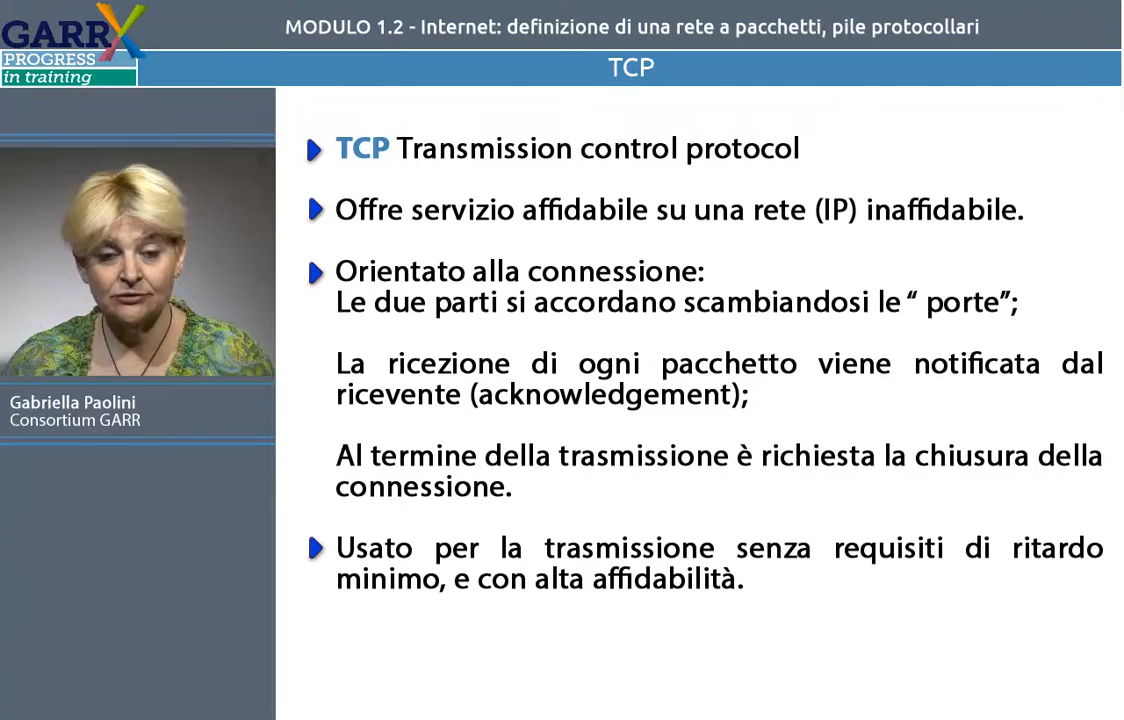 GARRX
PROGRESS
in training
MODULO 1.2 - Internet: definizione di una rete a pacchetti, pile protocollari
TCP
Gabriella Paolini
Consortium GARR
TCP Transmission control protocol
Offre servizio affidabile su una rete (IP) inaffidabile.
Orientato alla connessione:
Le due parti si accordano scambiandosi le “ porte”;
La ricezione di ogni pacchetto viene notificata dal
ricevente (acknowledgement);
Al termine della trasmissione è richiesta la chiusura della
connessione.
Usato per la trasmissione senza requisiti di ritardo
minimo, e con alta affidabilità.